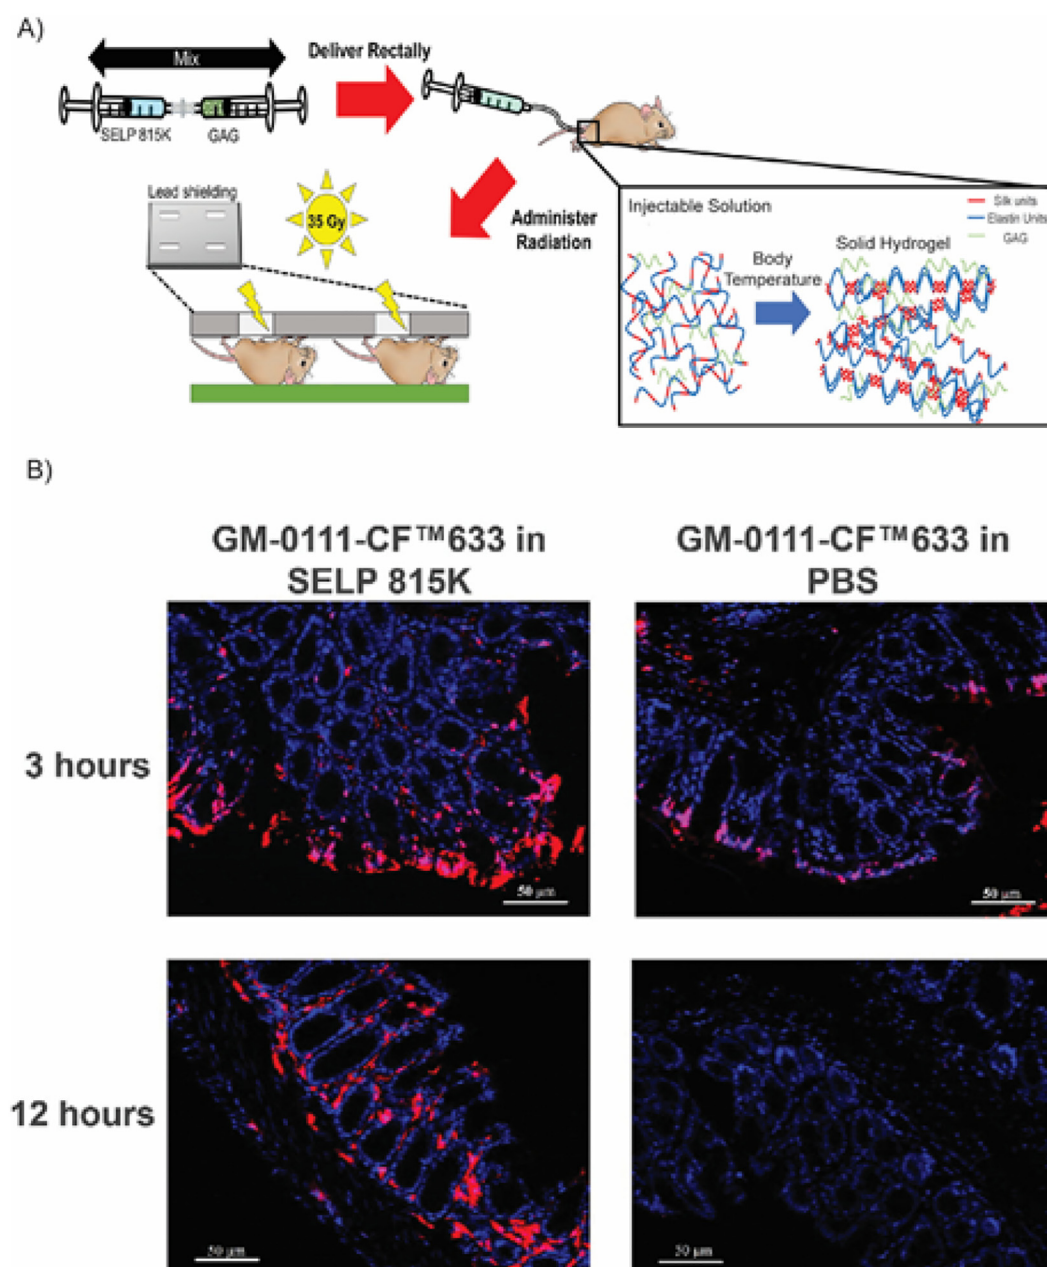 A)
Mix
SELP 815K
GAG
Deliver Rectally
Lead shielding
35 Gy
Administer
Radiation
Injectable Solution
Silk units
Elastin Units
GAG
Solid Hydrogel
Body
Temperature
B)
GM-0111-CF™633 in
SELP 815K
GM-0111-CF™633 in
PBS
3 hours
50 µm
50 µm
12 hours
50 µm
50 µm